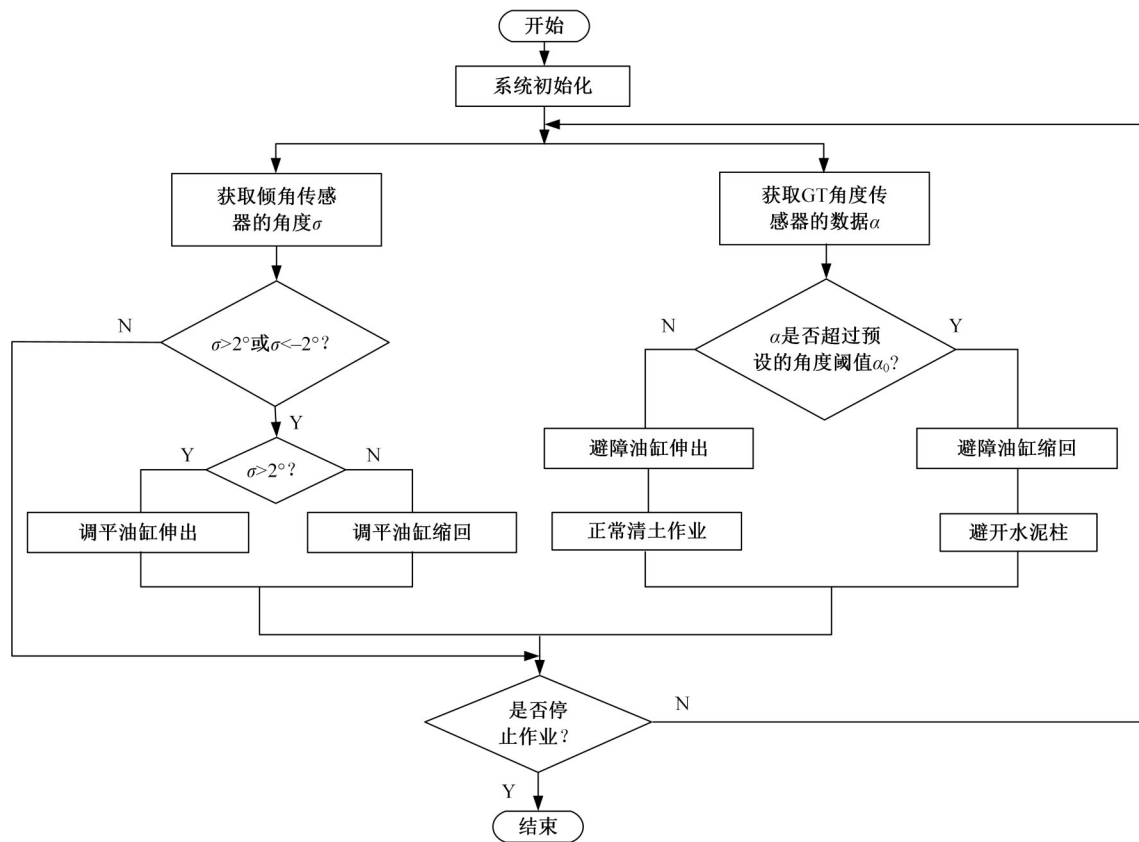 开始
系统初始化
获取倾角传感
器的角度σ
获取GT角度传
感器的数据α
N
σ>2°或σ<–2°?
N
α是否超过预
设的角度阈值α₀?
Y
Y
Y
σ>2°?
N
避障油缸伸出
避障油缸缩回
调平油缸伸出
调平油缸缩回
正常清土作业
避开水泥柱
是否停
止作业?
N
Y
结束